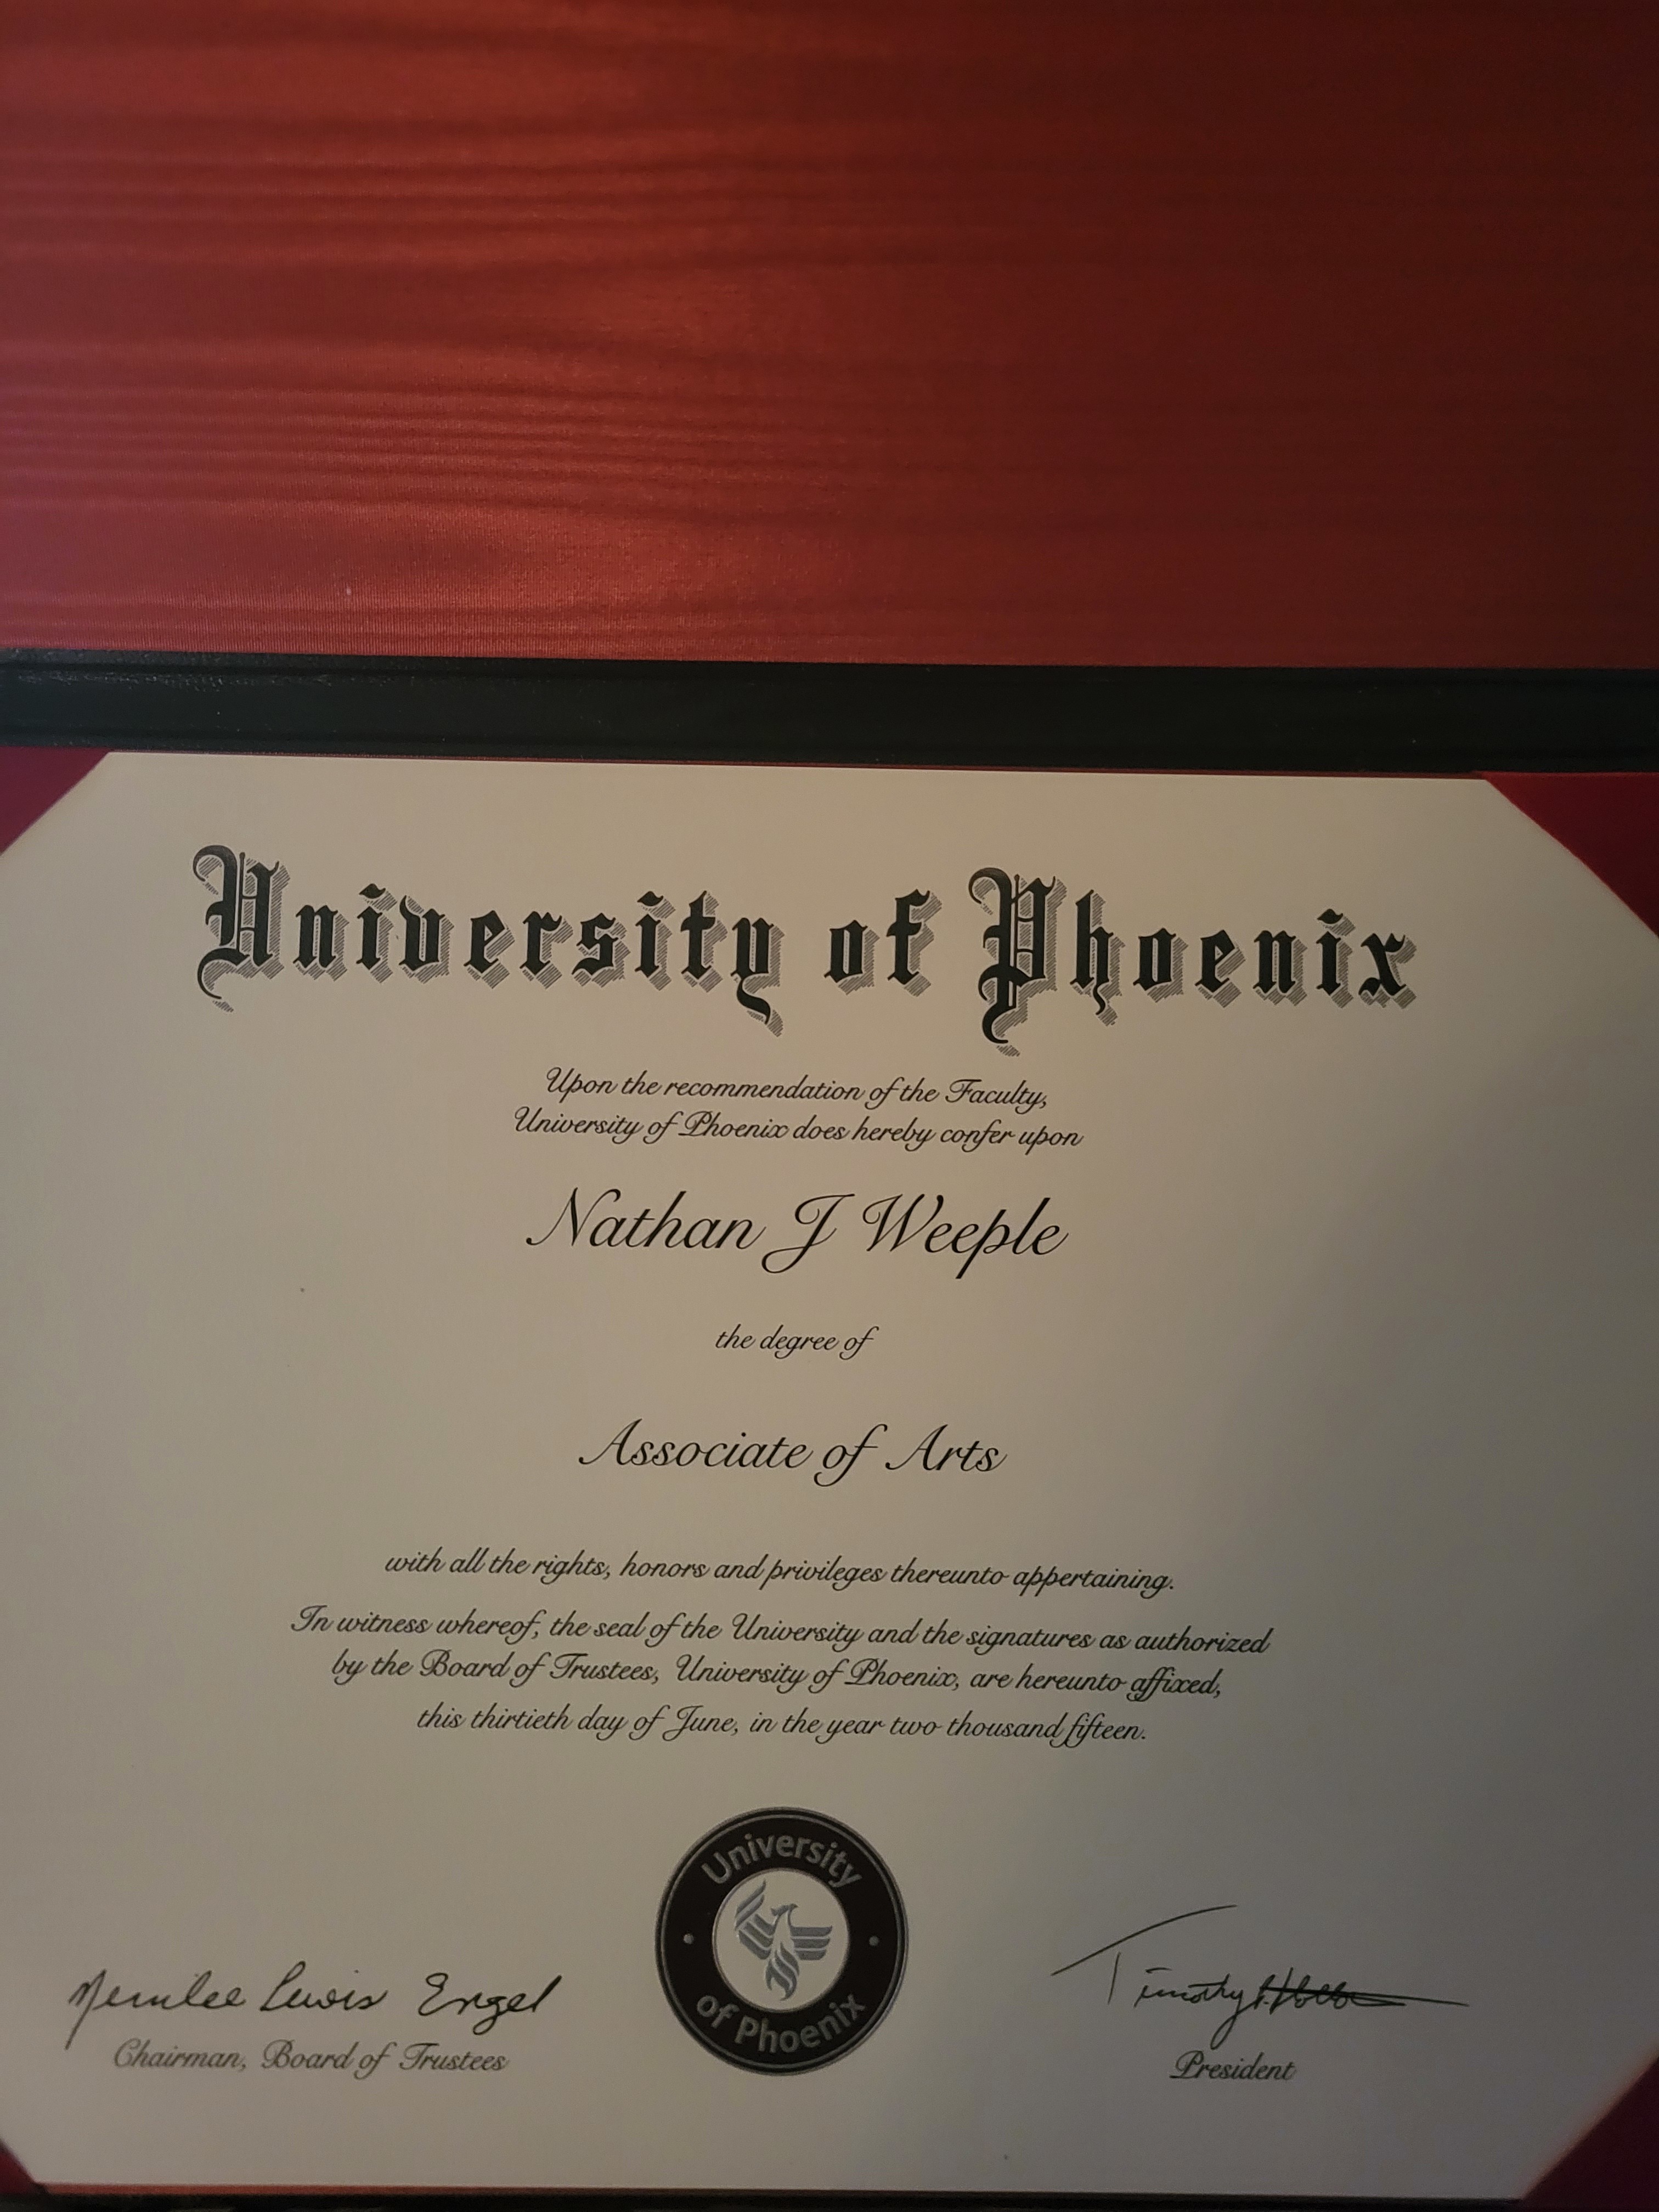 University of Phoenix
Upon the recommendation of the Faculty,
University of Phoenix does hereby confer upon
Nathan J Weeple
the degree of
Associate of Arts
with all the rights, honors and privileges thereunto appertaining.
In witness whereof, the seal of the University and the signatures as authorized
by the Board of Trustees, University of Phoenix, are hereunto affixed,
this thirtieth day of June, in the year two thousand fifteen.
University
of Phoenix
Lewis Engel
Chairman, Board of Trustees
Timothy
President